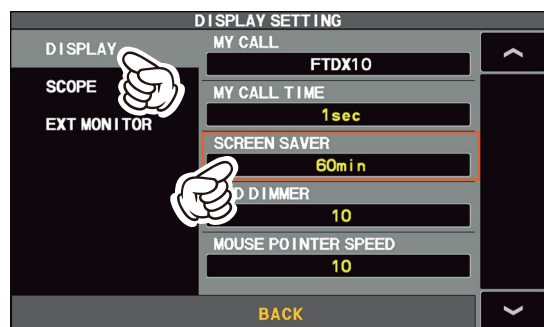 DISPLAY SETTING
DISPLAY
SCOPE
EXT MONITOR
MY CALL
FTDX10
MY CALL TIME
1sec
SCREEN SAVER
60min
D DIMMER
10
MOUSE POINTER SPEED
10
BACK